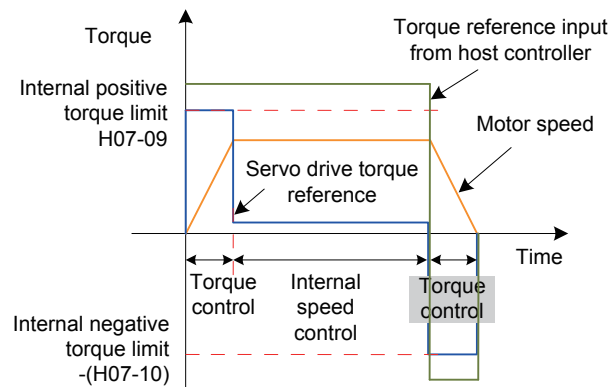 Torque
Torque reference input
from host controller
Internal positive
torque limit
H07-09
Motor speed
Servo drive torque
reference
Time
Torque
control
Internal
speed
control
Torque
control
Internal negative
torque limit
-(H07-10)